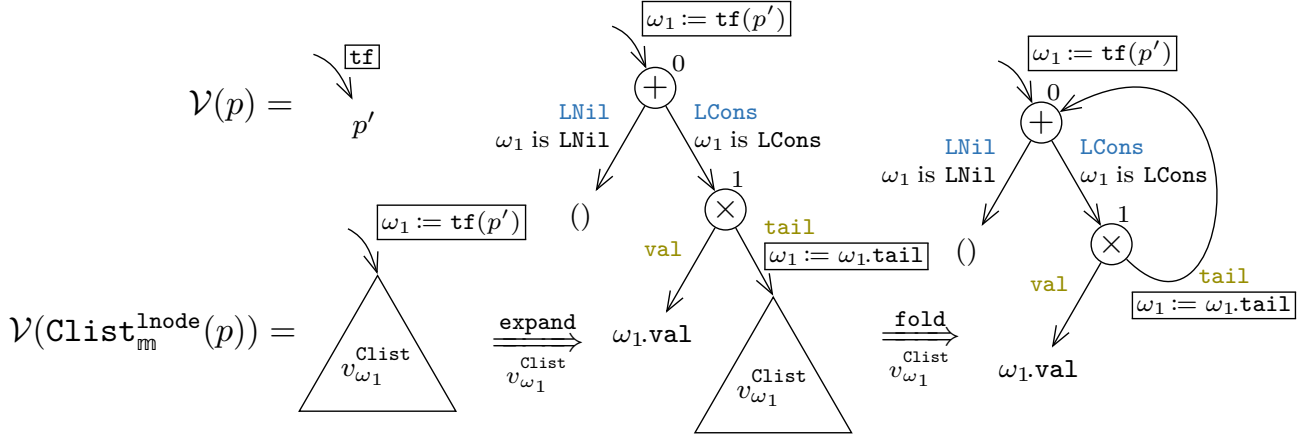 𝒱(p) =
tf
p′
𝒱(Clist^lnode_𝕞(p)) =
ω₁ := tf(p′)
v^Clist_ω₁
expand
v^Clist_ω₁
ω₁ := tf(p′)
0
+
LNil
ω₁ is LNil
LCons
ω₁ is LCons
()
1
×
val
tail
ω₁ := ω₁.tail
ω₁.val
v^Clist_ω₁
fold
v^Clist_ω₁
ω₁ := tf(p′)
0
+
LNil
ω₁ is LNil
LCons
ω₁ is LCons
()
1
×
val
tail
ω₁ := ω₁.tail
ω₁.val